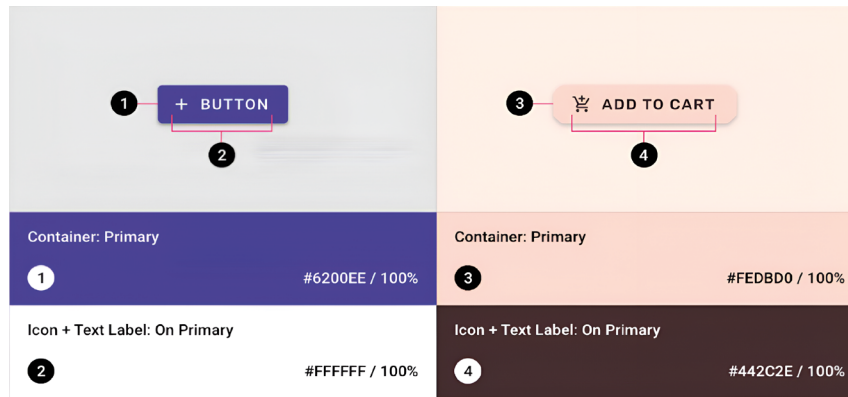 1
+ BUTTON
2
3
ADD TO CART
4
Container: Primary
1
#6200EE / 100%
Icon + Text Label: On Primary
2
#FFFFFF / 100%
Container: Primary
3
#FEDBD0 / 100%
Icon + Text Label: On Primary
4
#442C2E / 100%